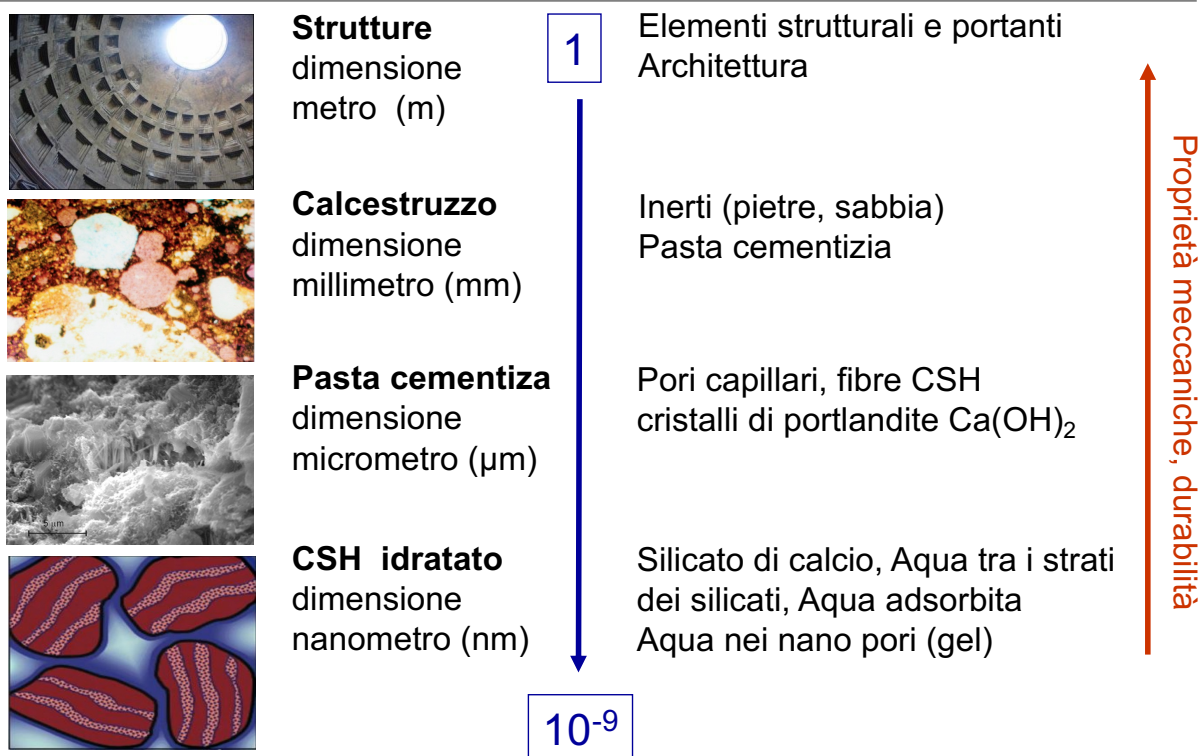 Strutture
dimensione
metro (m)
1
Elementi strutturali e portanti
Architettura
Calcestruzzo
dimensione
millimetro (mm)
Inerti (pietre, sabbia)
Pasta cementizia
Pasta cementiza
dimensione
micrometro (µm)
Pori capillari, fibre CSH
cristalli di portlandite Ca(OH)₂
5 µm
CSH idratato
dimensione
nanometro (nm)
Silicato di calcio, Aqua tra i strati
dei silicati, Aqua adsorbita
Aqua nei nano pori (gel)
10⁻⁹
Proprietà meccaniche, durabilità